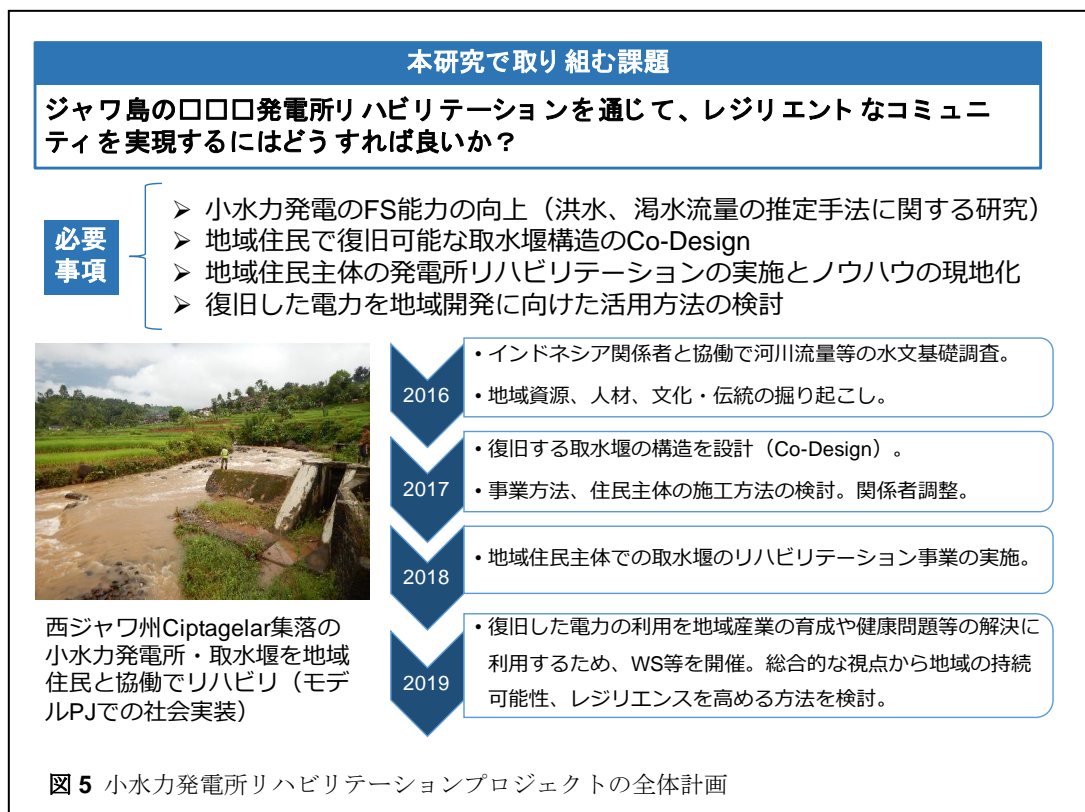 本研究で取り組む課題
ジャワ島の□□□発電所リハビリテーションを通じて、レジリエントなコミュニ
ティを実現するにはどうすれば良いか？
必要
事項
➢ 小水力発電のFS能力の向上（洪水、渇水流量の推定手法に関する研究）
➢ 地域住民で復旧可能な取水堰構造のCo-Design
➢ 地域住民主体の発電所リハビリテーションの実施とノウハウの現地化
➢ 復旧した電力を地域開発に向けた活用方法の検討
2016
• インドネシア関係者と協働で河川流量等の水文基礎調査。
• 地域資源、人材、文化・伝統の掘り起こし。
2017
• 復旧する取水堰の構造を設計（Co-Design）。
• 事業方法、住民主体の施工方法の検討。関係者調整。
2018
• 地域住民主体での取水堰のリハビリテーション事業の実施。
2019
• 復旧した電力の利用を地域産業の育成や健康問題等の解決に
利用するため、WS等を開催。総合的な視点から地域の持続
可能性、レジリエンスを高める方法を検討。
西ジャワ州Ciptagelar集落の
小水力発電所・取水堰を地域
住民と協働でリハビリ（モデ
ルPJでの社会実装）
図 5 小水力発電所リハビリテーションプロジェクトの全体計画